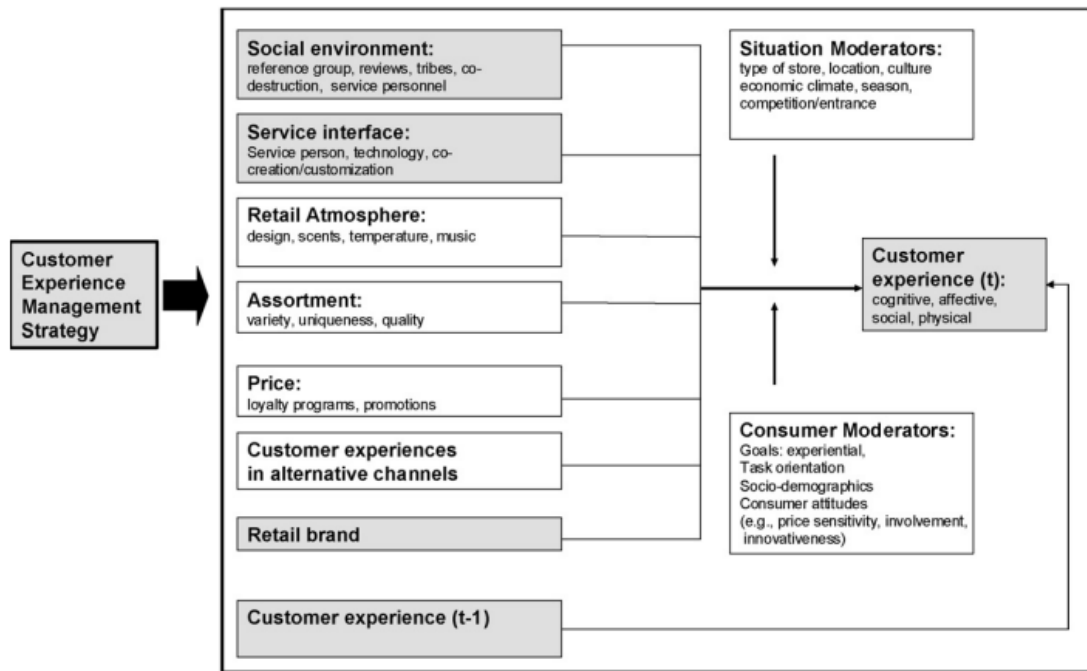 Customer
Experience
Management
Strategy
Social environment:
reference group, reviews, tribes, co-
destruction, service personnel
Service interface:
Service person, technology, co-
creation/customization
Retail Atmosphere:
design, scents, temperature, music
Assortment:
variety, uniqueness, quality
Price:
loyalty programs, promotions
Customer experiences
in alternative channels
Retail brand
Customer experience (t-1)
Situation Moderators:
type of store, location, culture
economic climate, season,
competition/entrance
Consumer Moderators:
Goals: experiential,
Task orientation
Socio-demographics
Consumer attitudes
(e.g., price sensitivity, involvement,
innovativeness)
Customer
experience (t):
cognitive, affective,
social, physical